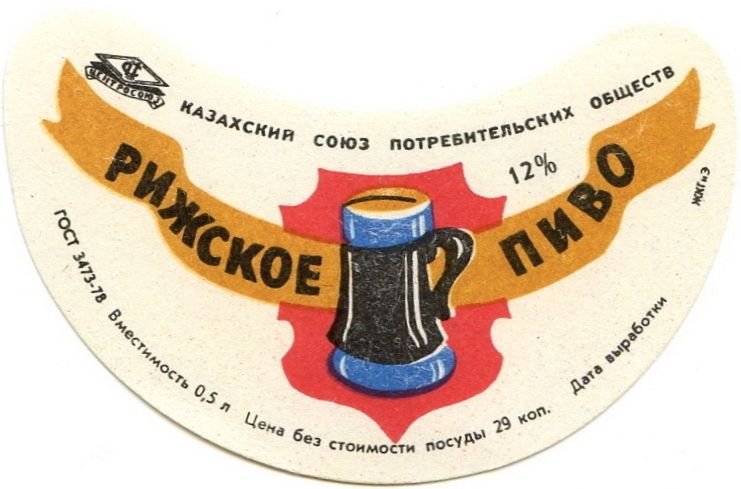 ЦЕНТРОСОЮЗ
КАЗАХСКИЙ СОЮЗ ПОТРЕБИТЕЛЬСКИХ ОБЩЕСТВ
12%
РИЖСКОЕ ПИВО
ЖКГиЭ
ГОСТ 3473-78 Вместимость 0,5 л Цена без стоимости посуды 29 коп. Дата выработки